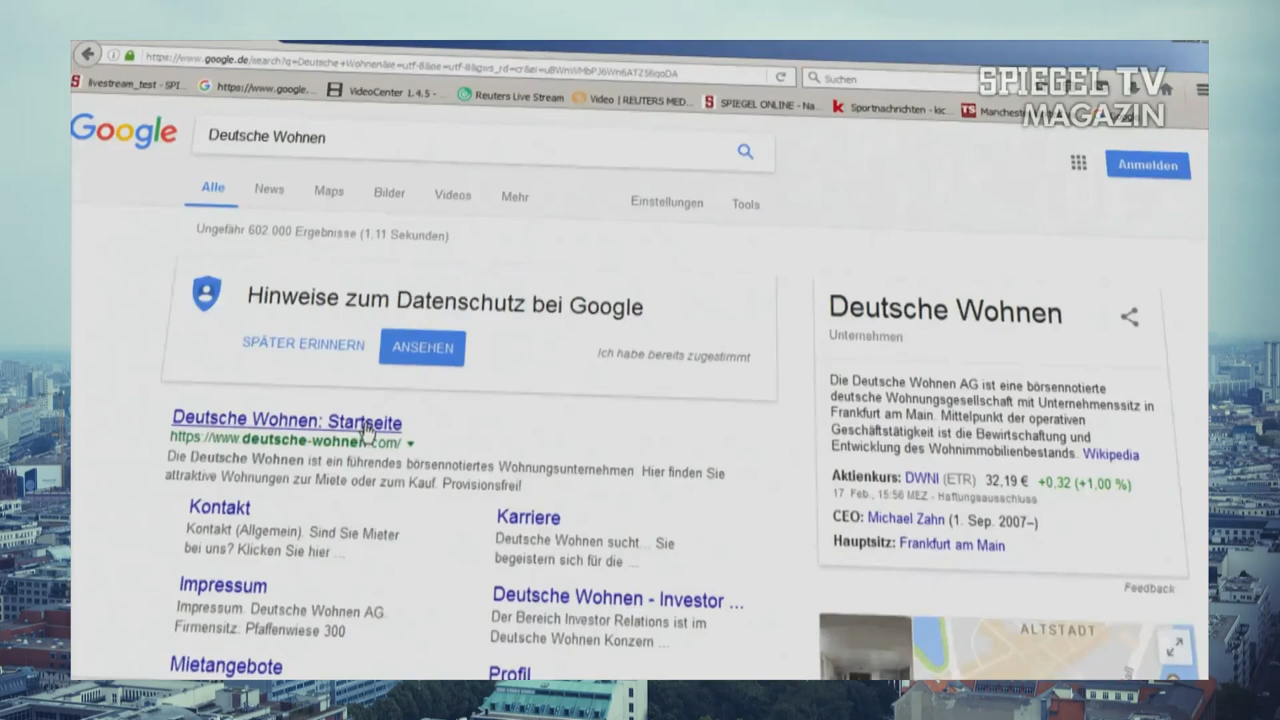 SPIEGEL TV
MAGAZIN
Suchen
livestream_test - SPI...
https://www.google....
VideoCenter 1.4.5 - ...
Reuters Live Stream
Video | REUTERS MED...
SPIEGEL ONLINE - Na...
Sportnachrichten - kic...
Google
Deutsche Wohnen
Anmelden
Alle
News
Maps
Bilder
Videos
Mehr
Einstellungen
Tools
Ungefähr 602.000 Ergebnisse (1,11 Sekunden)
Hinweise zum Datenschutz bei Google
SPÄTER ERINNERN
ANSEHEN
Ich habe bereits zugestimmt
Deutsche Wohnen: Startseite
https://www.deutsche-wohnen.com/
Die Deutsche Wohnen ist ein führendes börsennotiertes Wohnungsunternehmen. Hier finden Sie
attraktive Wohnungen zur Miete oder zum Kauf. Provisionsfrei!
Kontakt
Kontakt (Allgemein). Sind Sie Mieter
bei uns? Klicken Sie hier ...
Karriere
Deutsche Wohnen sucht... Sie
begeistern sich für die ...
Impressum
Impressum. Deutsche Wohnen AG.
Firmensitz. Pfaffenwiese 300
Deutsche Wohnen - Investor ...
Der Bereich Investor Relations ist im
Deutsche Wohnen Konzern ...
Mietangebote
Profil
Deutsche Wohnen
Unternehmen
Die Deutsche Wohnen AG ist eine börsennotierte
deutsche Wohnungsgesellschaft mit Unternehmenssitz in
Frankfurt am Main. Mittelpunkt der operativen
Geschäftstätigkeit ist die Bewirtschaftung und
Entwicklung des Wohnimmobilienbestands. Wikipedia
Aktienkurs: DWNI (ETR) 32,19 € +0,32 (+1,00 %)
17. Feb., 15:56 MEZ - Haftungsausschluss
CEO: Michael Zahn (1. Sep. 2007–)
Hauptsitz: Frankfurt am Main
Feedback
ALTSTADT